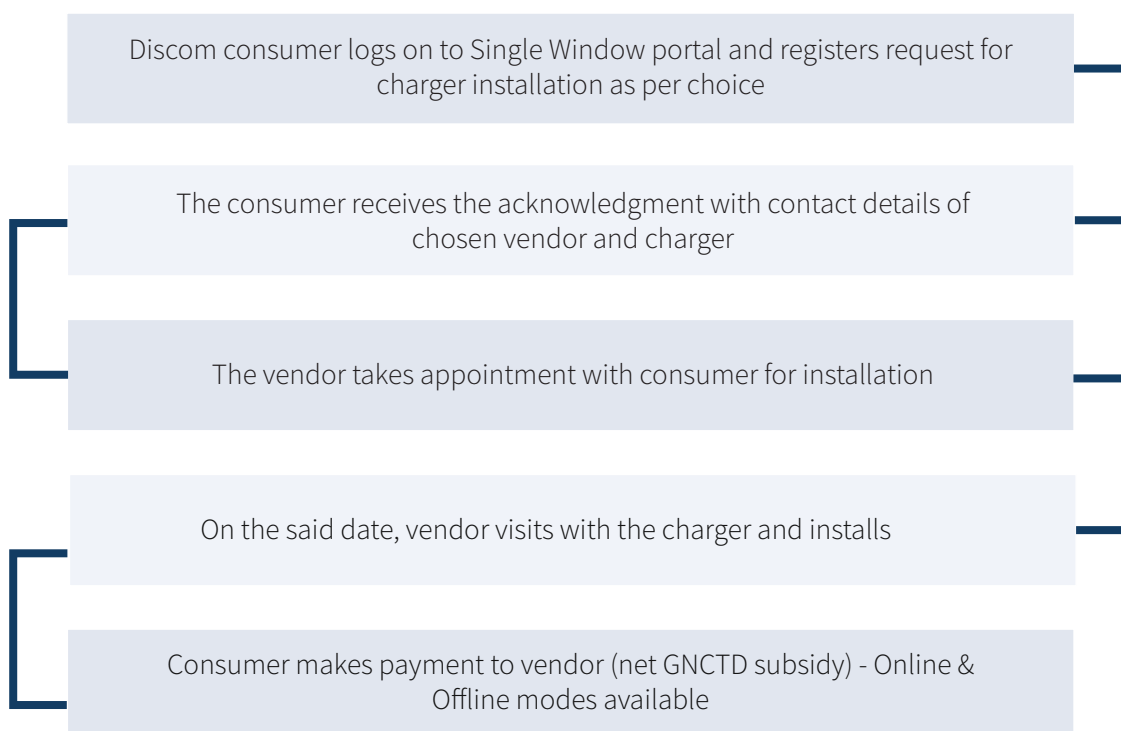 Discom consumer logs on to Single Window portal and registers request for
charger installation as per choice
The consumer receives the acknowledgment with contact details of
chosen vendor and charger
The vendor takes appointment with consumer for installation
On the said date, vendor visits with the charger and installs
Consumer makes payment to vendor (net GNCTD subsidy) - Online &
Offline modes available